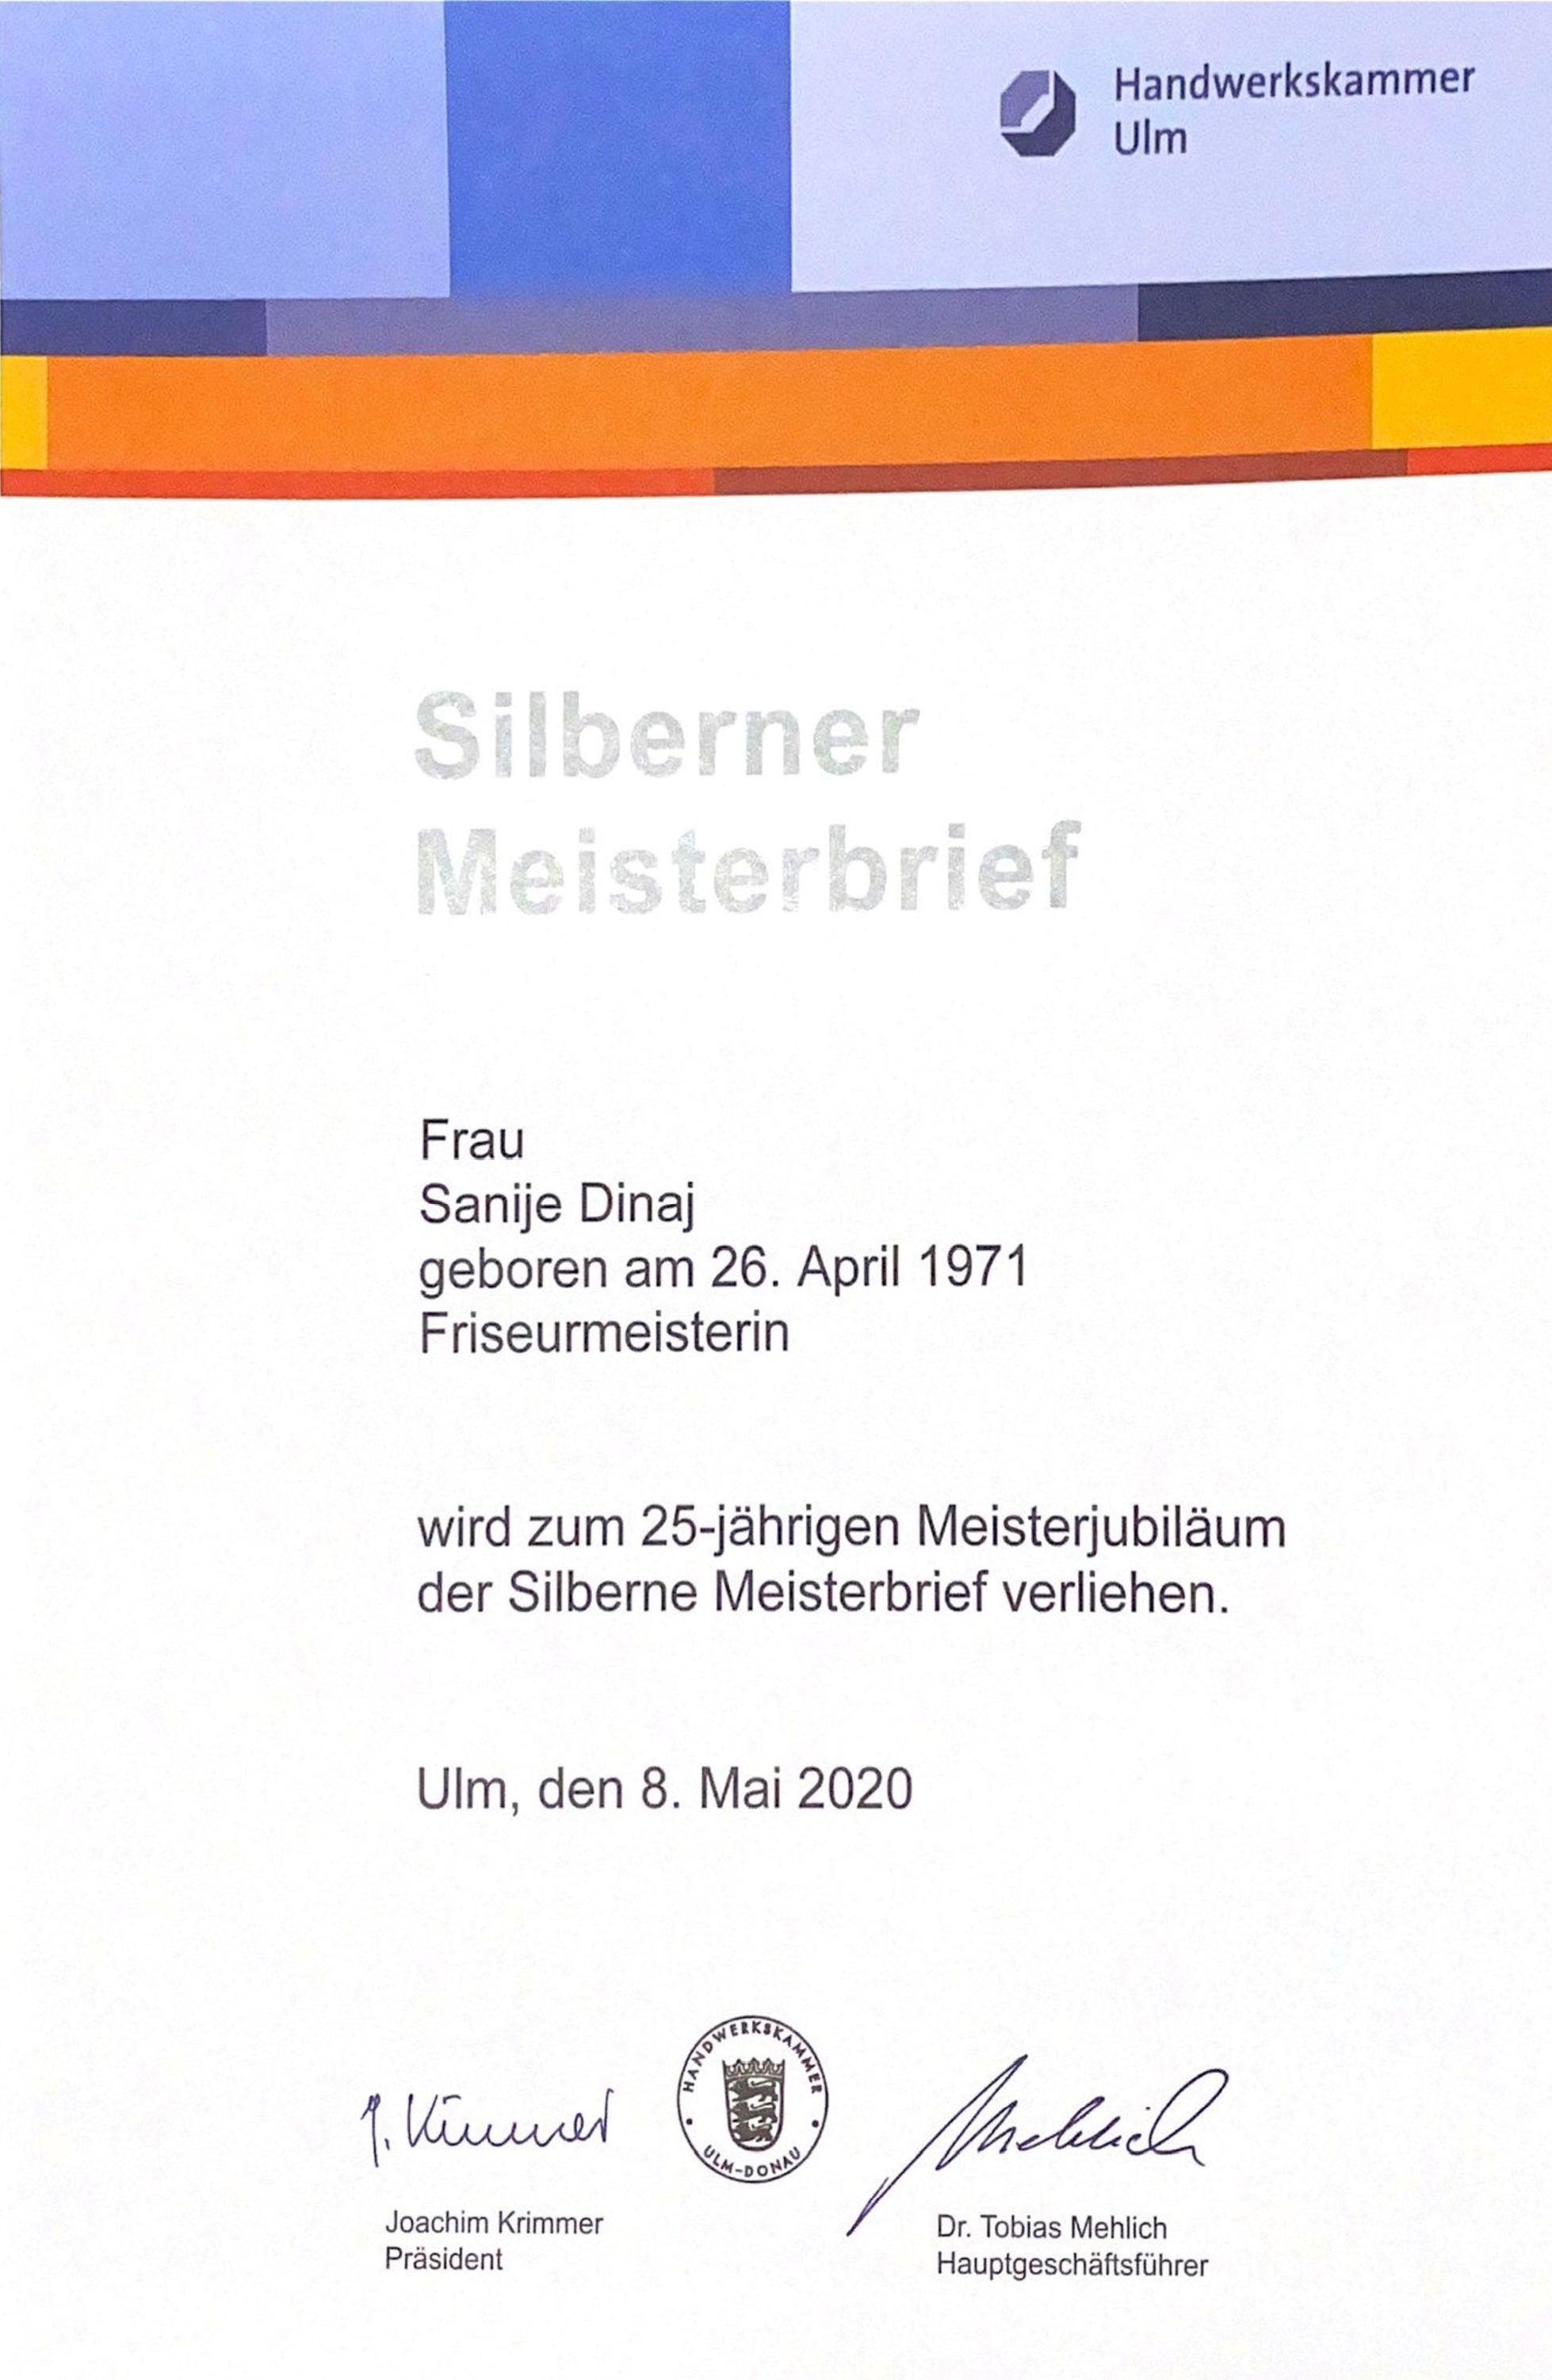 Handwerkskammer
Ulm
Silberner
Meisterbrief
Frau
Sanije Dinaj
geboren am 26. April 1971
Friseurmeisterin
wird zum 25-jährigen Meisterjubiläum
der Silberne Meisterbrief verliehen.
Ulm, den 8. Mai 2020
HANDWERKSKAMMER
ULM-DONAU
J. Krimmer
Mehlich
Joachim Krimmer
Präsident
Dr. Tobias Mehlich
Hauptgeschäftsführer